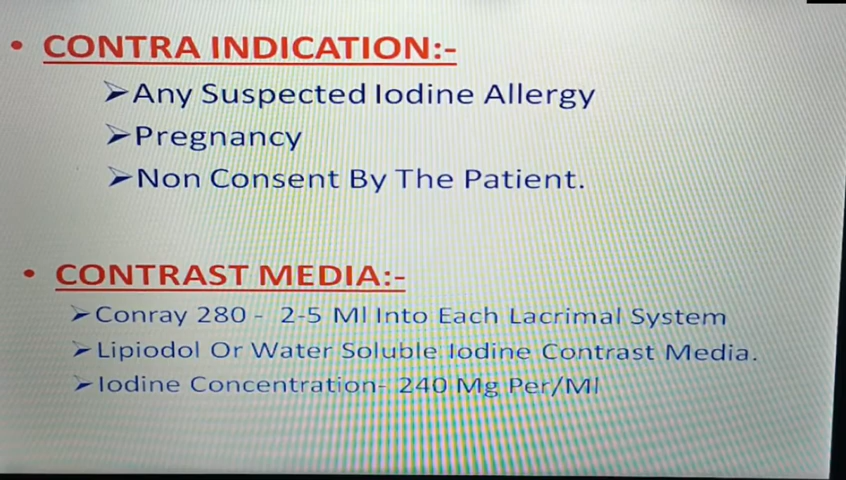 • CONTRA INDICATION:-
➢Any Suspected Iodine Allergy
➢Pregnancy
➢Non Consent By The Patient.
• CONTRAST MEDIA:-
➢Conray 280 - 2-5 Ml Into Each Lacrimal System
➢Lipiodol Or Water Soluble Iodine Contrast Media.
➢Iodine Concentration- 240 Mg Per/Ml